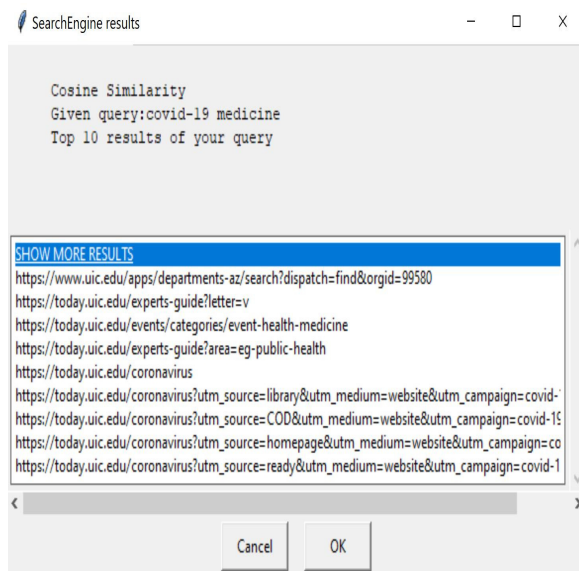 SearchEngine results
Cosine Similarity
Given query:covid-19 medicine
Top 10 results of your query
SHOW MORE RESULTS
https://www.uic.edu/apps/departments-az/search?dispatch=find&orgid=99580
https://today.uic.edu/experts-guide?letter=v
https://today.uic.edu/events/categories/event-health-medicine
https://today.uic.edu/experts-guide?area=eg-public-health
https://today.uic.edu/coronavirus
https://today.uic.edu/coronavirus?utm_source=library&utm_medium=website&utm_campaign=covid-
https://today.uic.edu/coronavirus?utm_source=COD&utm_medium=website&utm_campaign=covid-19
https://today.uic.edu/coronavirus?utm_source=homepage&utm_medium=website&utm_campaign=co
https://today.uic.edu/coronavirus?utm_source=ready&utm_medium=website&utm_campaign=covid-1
Cancel OK